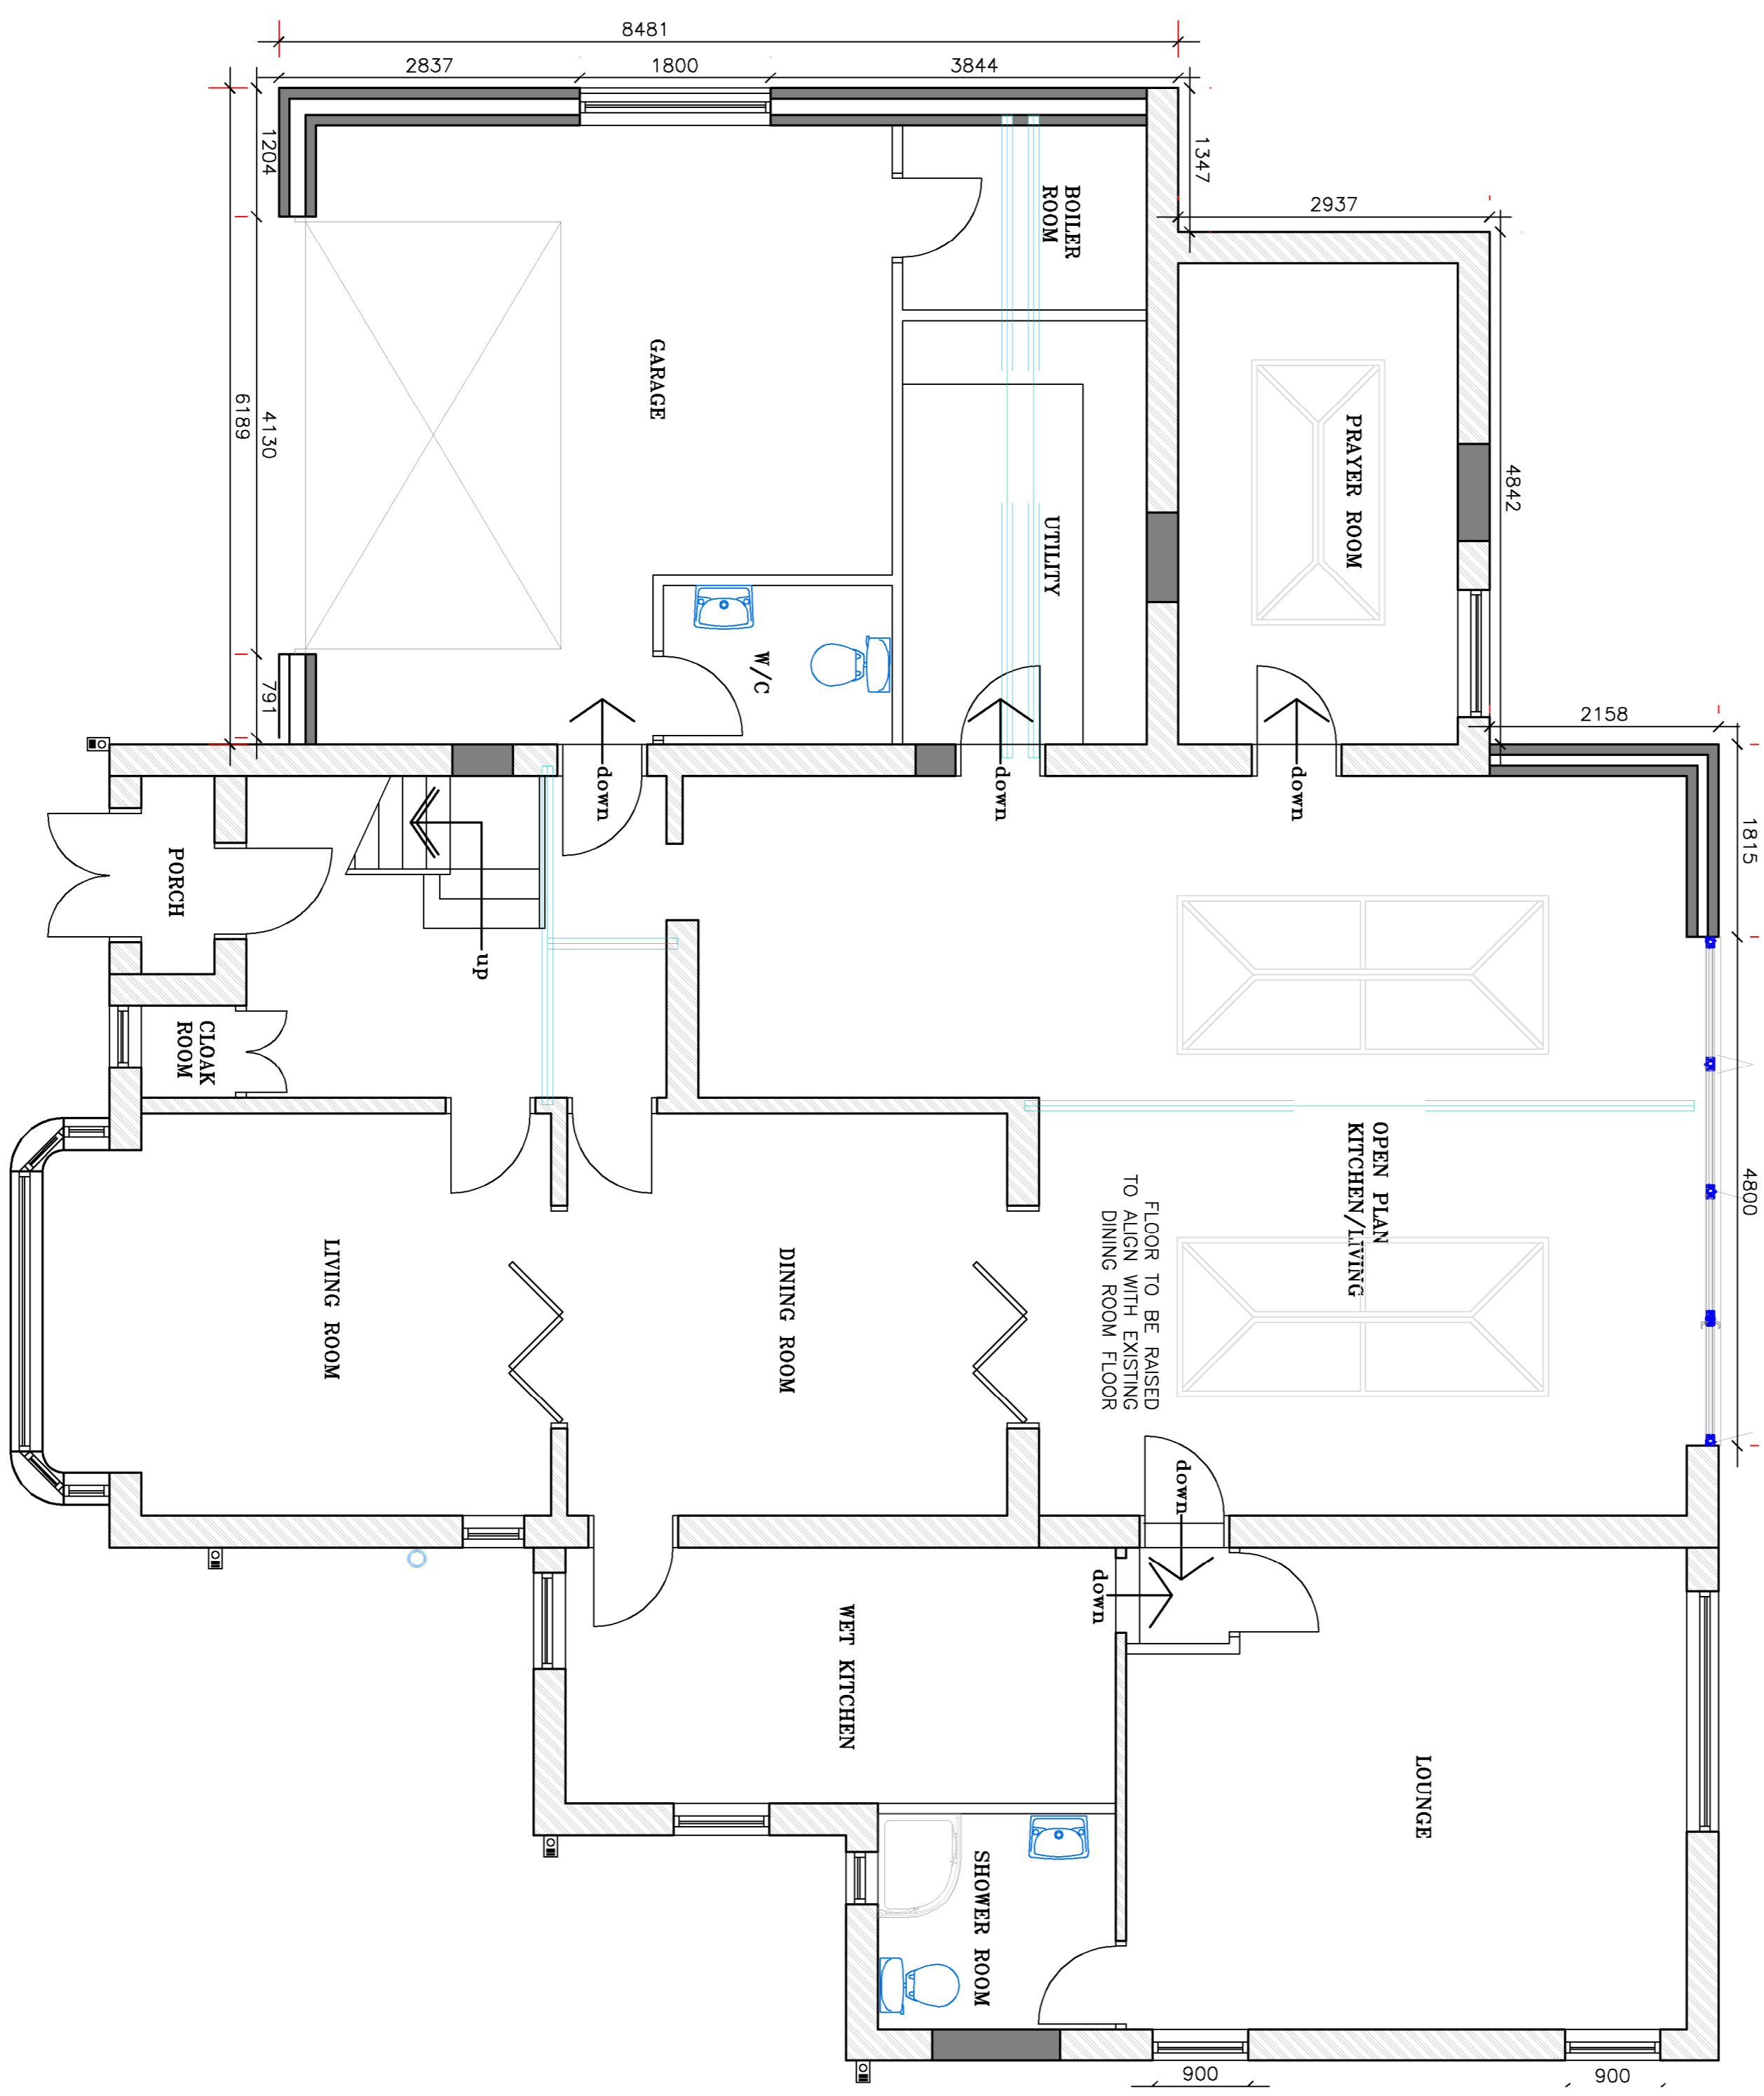 8481
2837
1800
3844
1204
4130
791
6189
1347
2937
4842
2158
1815
4800
BOILER
ROOM
GARAGE
UTILITY
PRAYER ROOM
W/C
down
down
down
PORCH
up
CLOAK
ROOM
OPEN PLAN
KITCHEN/LIVING
FLOOR TO BE RAISED
TO ALIGN WITH EXISTING
DINING ROOM FLOOR
LIVING ROOM
DINING ROOM
down
down
WET KITCHEN
LOUNGE
SHOWER ROOM
900
900